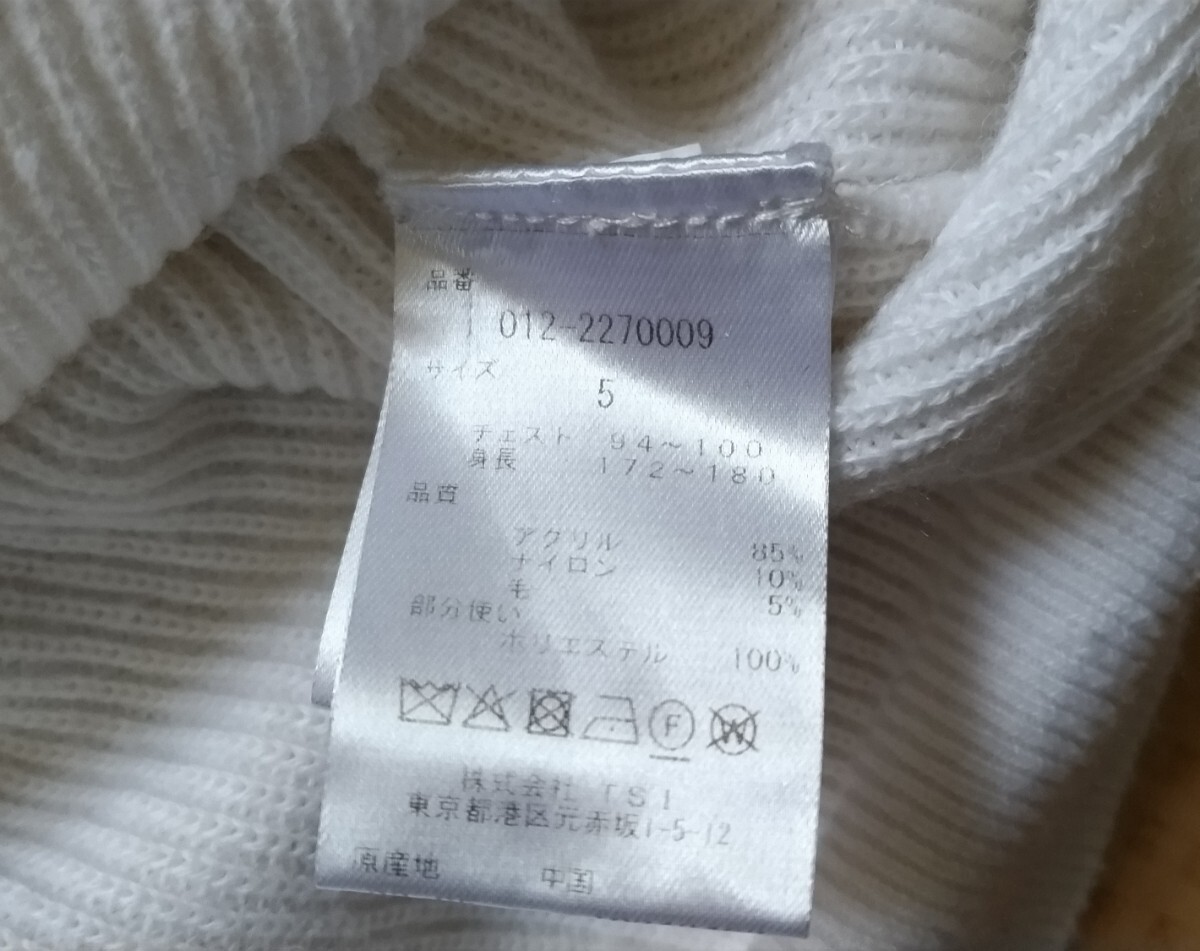 品番
012-2270009
サイズ
5
チェスト 94~100
身長 172~180
品質
アクリル 85%
ナイロン 10%
毛 5%
部分使い
ポリエステル 100%
F W
株式会社 TSI
東京都港区元赤坂1-5-12
原産地 中国